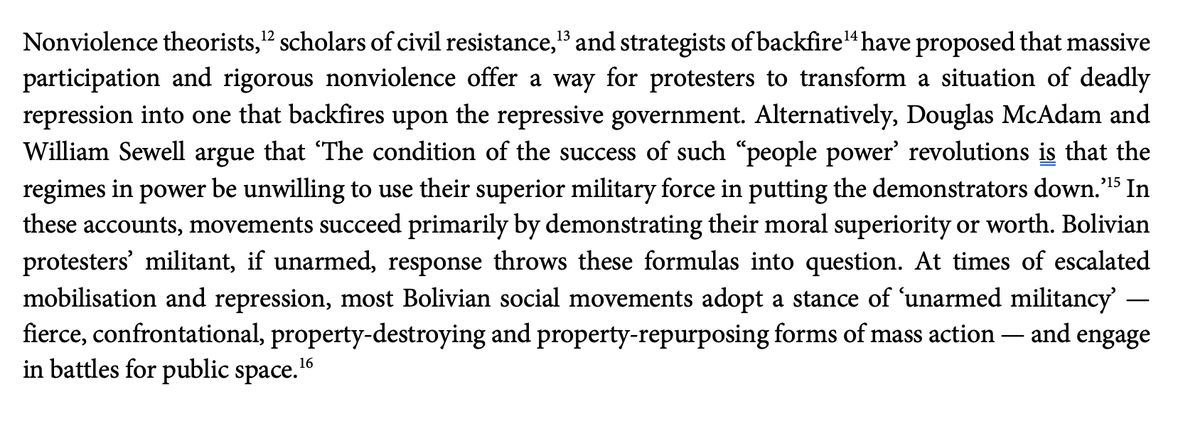 Nonviolence theorists,¹² scholars of civil resistance,¹³ and strategists of backfire¹⁴ have proposed that massive
participation and rigorous nonviolence offer a way for protesters to transform a situation of deadly
repression into one that backfires upon the repressive government. Alternatively, Douglas McAdam and
William Sewell argue that ‘The condition of the success of such “people power’ revolutions is that the
regimes in power be unwilling to use their superior military force in putting the demonstrators down.’¹⁵ In
these accounts, movements succeed primarily by demonstrating their moral superiority or worth. Bolivian
protesters’ militant, if unarmed, response throws these formulas into question. At times of escalated
mobilisation and repression, most Bolivian social movements adopt a stance of ‘unarmed militancy’ —
fierce, confrontational, property-destroying and property-repurposing forms of mass action — and engage
in battles for public space.¹⁶